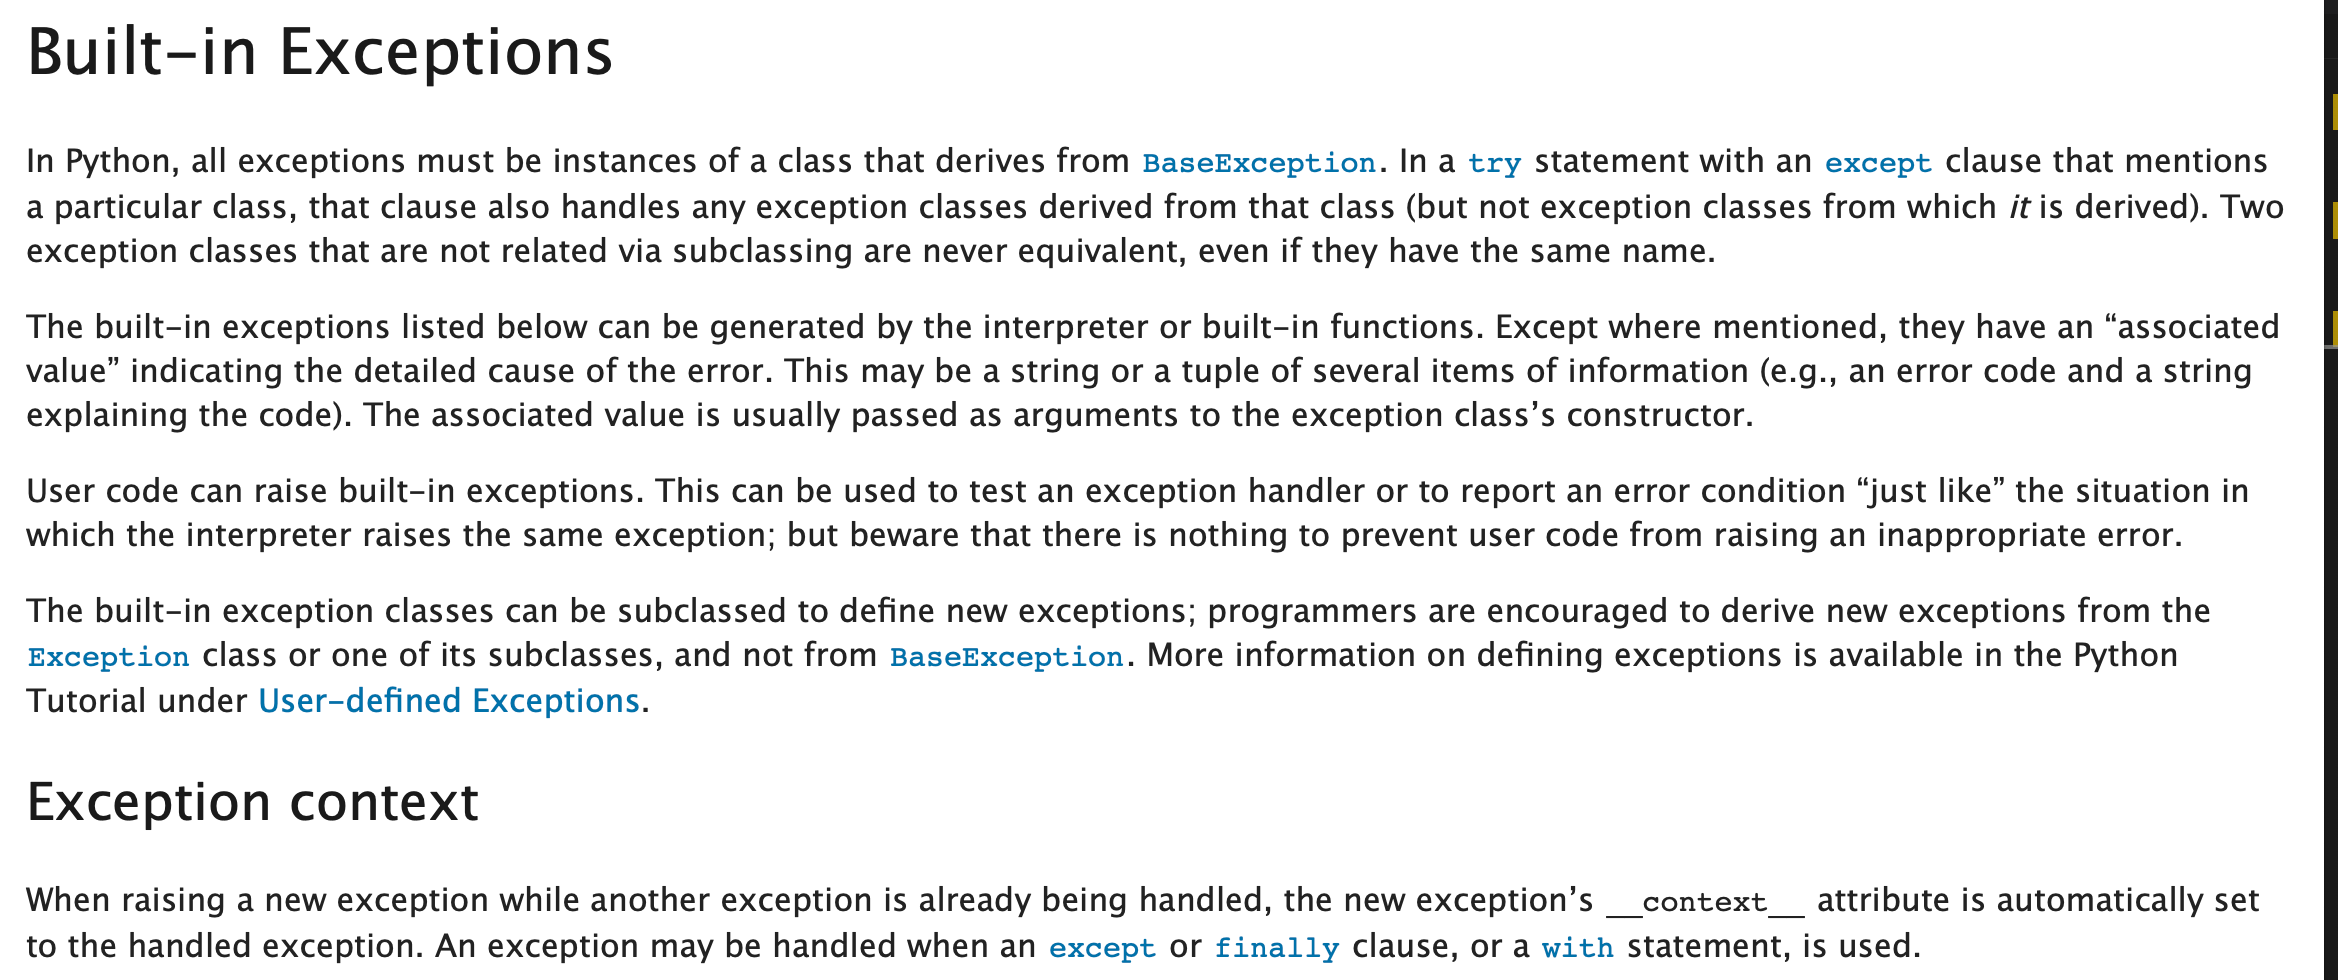 Built-in Exceptions
In Python, all exceptions must be instances of a class that derives from BaseException. In a try statement with an except clause that mentions
a particular class, that clause also handles any exception classes derived from that class (but not exception classes from which it is derived). Two
exception classes that are not related via subclassing are never equivalent, even if they have the same name.
The built-in exceptions listed below can be generated by the interpreter or built-in functions. Except where mentioned, they have an “associated
value” indicating the detailed cause of the error. This may be a string or a tuple of several items of information (e.g., an error code and a string
explaining the code). The associated value is usually passed as arguments to the exception class’s constructor.
User code can raise built-in exceptions. This can be used to test an exception handler or to report an error condition “just like” the situation in
which the interpreter raises the same exception; but beware that there is nothing to prevent user code from raising an inappropriate error.
The built-in exception classes can be subclassed to define new exceptions; programmers are encouraged to derive new exceptions from the
Exception class or one of its subclasses, and not from BaseException. More information on defining exceptions is available in the Python
Tutorial under User-defined Exceptions.
Exception context
When raising a new exception while another exception is already being handled, the new exception’s __context__ attribute is automatically set
to the handled exception. An exception may be handled when an except or finally clause, or a with statement, is used.